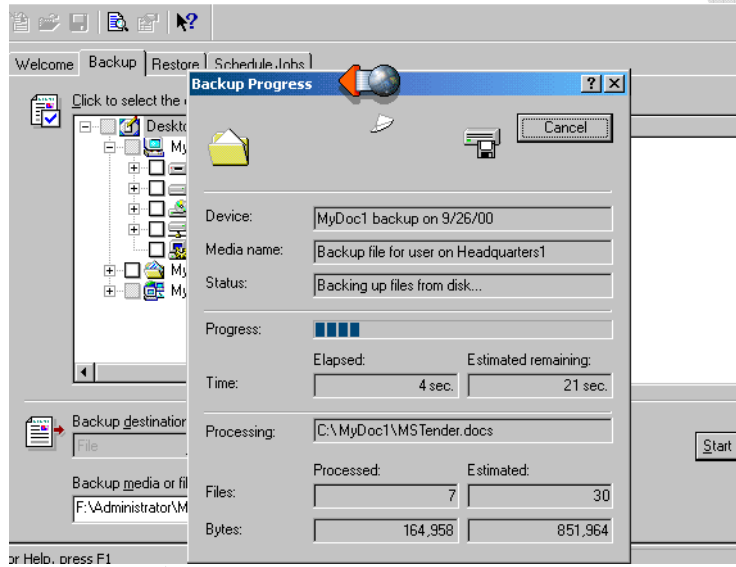 Welcome Backup Restore Schedule Jobs
Backup Progress
Click to select the
Cancel
Deskto
My
Device: MyDoc1 backup on 9/26/00
Media name: Backup file for user on Headquarters1
Status: Backing up files from disk...
My
My
Progress:
Elapsed: Estimated remaining:
Time: 4 sec. 21 sec.
Backup destination
File
Processing: C:\MyDoc1\MSTender.docs
Start
Processed: Estimated:
Backup media or fil
Files: 7 30
F:\Administrator\M
Bytes: 164,958 851,964
or Help, press F1